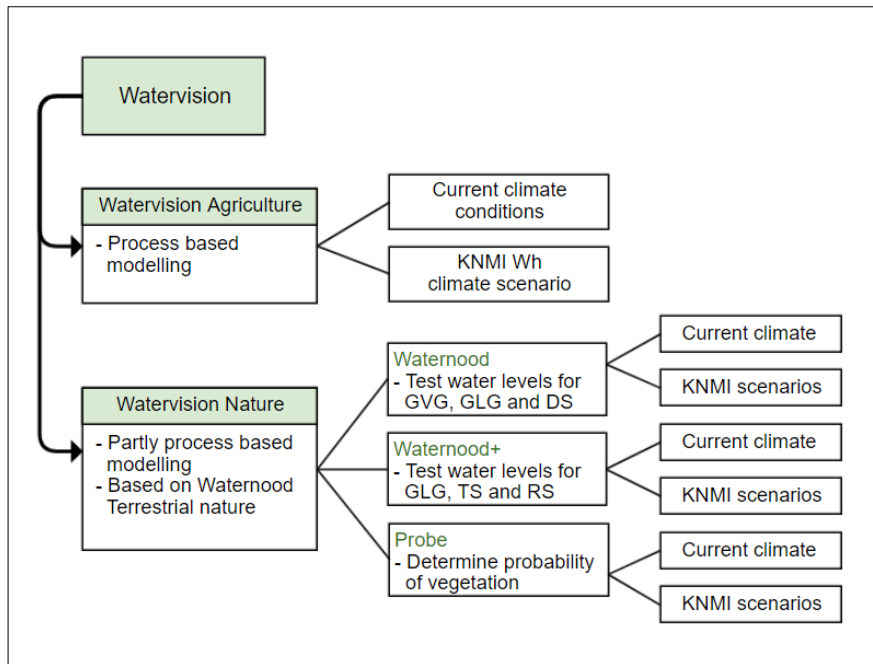 Watervision
Watervision Agriculture
- Process based
modelling
Current climate
conditions
KNMI Wh
climate scenario
Watervision Nature
- Partly process based
modelling
- Based on Waternood
Terrestrial nature
Waternood
- Test water levels for
GVG, GLG and DS
Current climate
KNMI scenarios
Waternood+
- Test water levels for
GLG, TS and RS
Current climate
KNMI scenarios
Probe
- Determine probability
of vegetation
Current climate
KNMI scenarios